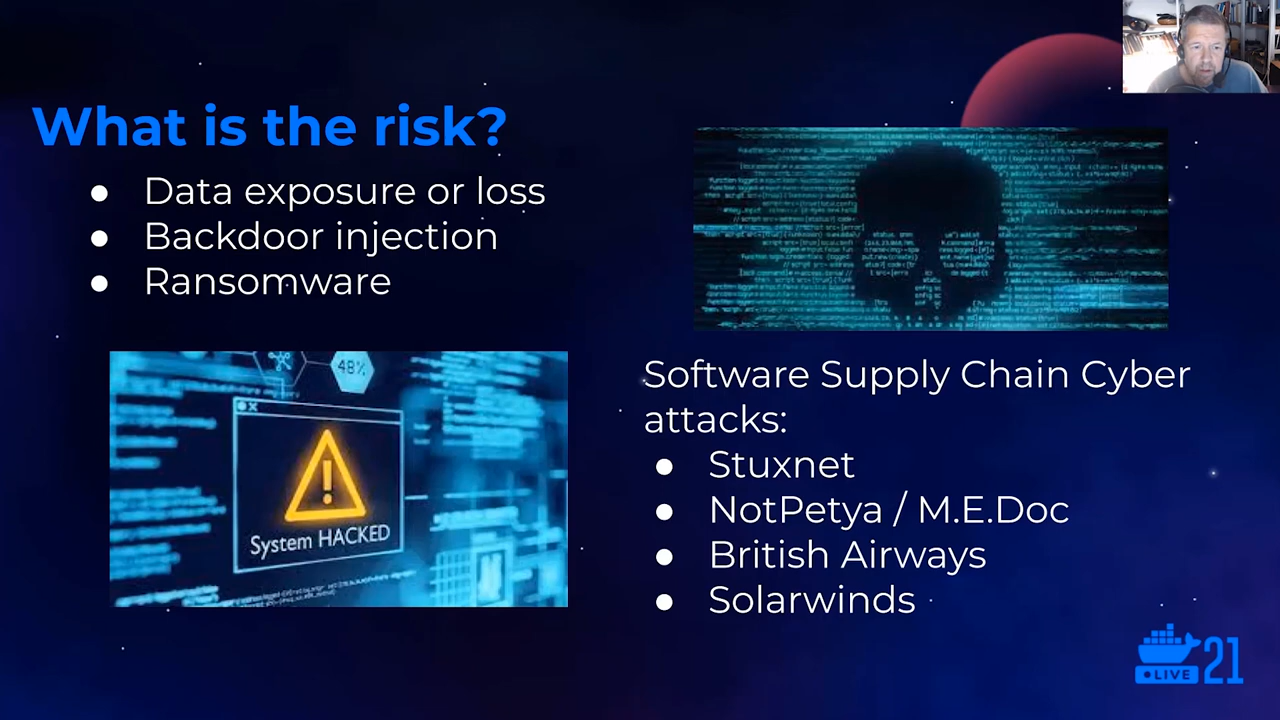 What is the risk?
● Data exposure or loss
● Backdoor injection
● Ransomware
48%
System HACKED
Software Supply Chain Cyber
attacks:
● Stuxnet
● NotPetya / M.E.Doc
● British Airways
● Solarwinds
LIVE 21